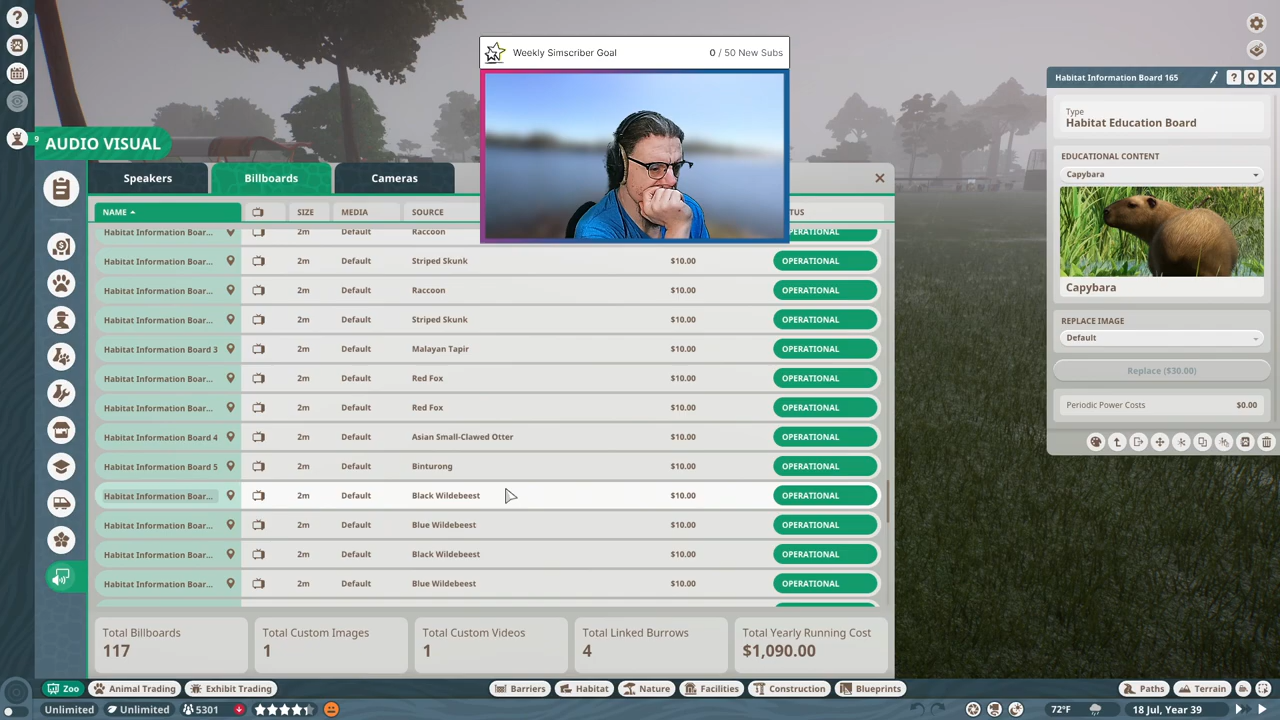 Weekly Simscriber Goal 0 / 50 New Subs
Habitat Information Board 165
Type
Habitat Education Board
EDUCATIONAL CONTENT
Capybara
Capybara
REPLACE IMAGE
Default
Replace ($30.00)
Periodic Power Costs $0.00
9 AUDIO VISUAL
Speakers Billboards Cameras
NAME SIZE MEDIA SOURCE TUS
Habitat Information Boar... 2m Default Raccoon OPERATIONAL
Habitat Information Boar... 2m Default Striped Skunk $10.00 OPERATIONAL
Habitat Information Boar... 2m Default Raccoon $10.00 OPERATIONAL
Habitat Information Boar... 2m Default Striped Skunk $10.00 OPERATIONAL
Habitat Information Board 3 2m Default Malayan Tapir $10.00 OPERATIONAL
Habitat Information Boar... 2m Default Red Fox $10.00 OPERATIONAL
Habitat Information Boar... 2m Default Red Fox $10.00 OPERATIONAL
Habitat Information Board 4 2m Default Asian Small-Clawed Otter $10.00 OPERATIONAL
Habitat Information Board 5 2m Default Binturong $10.00 OPERATIONAL
Habitat Information Boar... 2m Default Black Wildebeest $10.00 OPERATIONAL
Habitat Information Boar... 2m Default Blue Wildebeest $10.00 OPERATIONAL
Habitat Information Boar... 2m Default Black Wildebeest $10.00 OPERATIONAL
Habitat Information Boar... 2m Default Blue Wildebeest $10.00 OPERATIONAL
Total Billboards Total Custom Images Total Custom Videos Total Linked Burrows Total Yearly Running Cost
117 1 1 4 $1,090.00
Zoo Animal Trading Exhibit Trading Barriers Habitat Nature Facilities Construction Blueprints Paths Terrain
Unlimited Unlimited 5301 72°F 18 Jul, Year 39